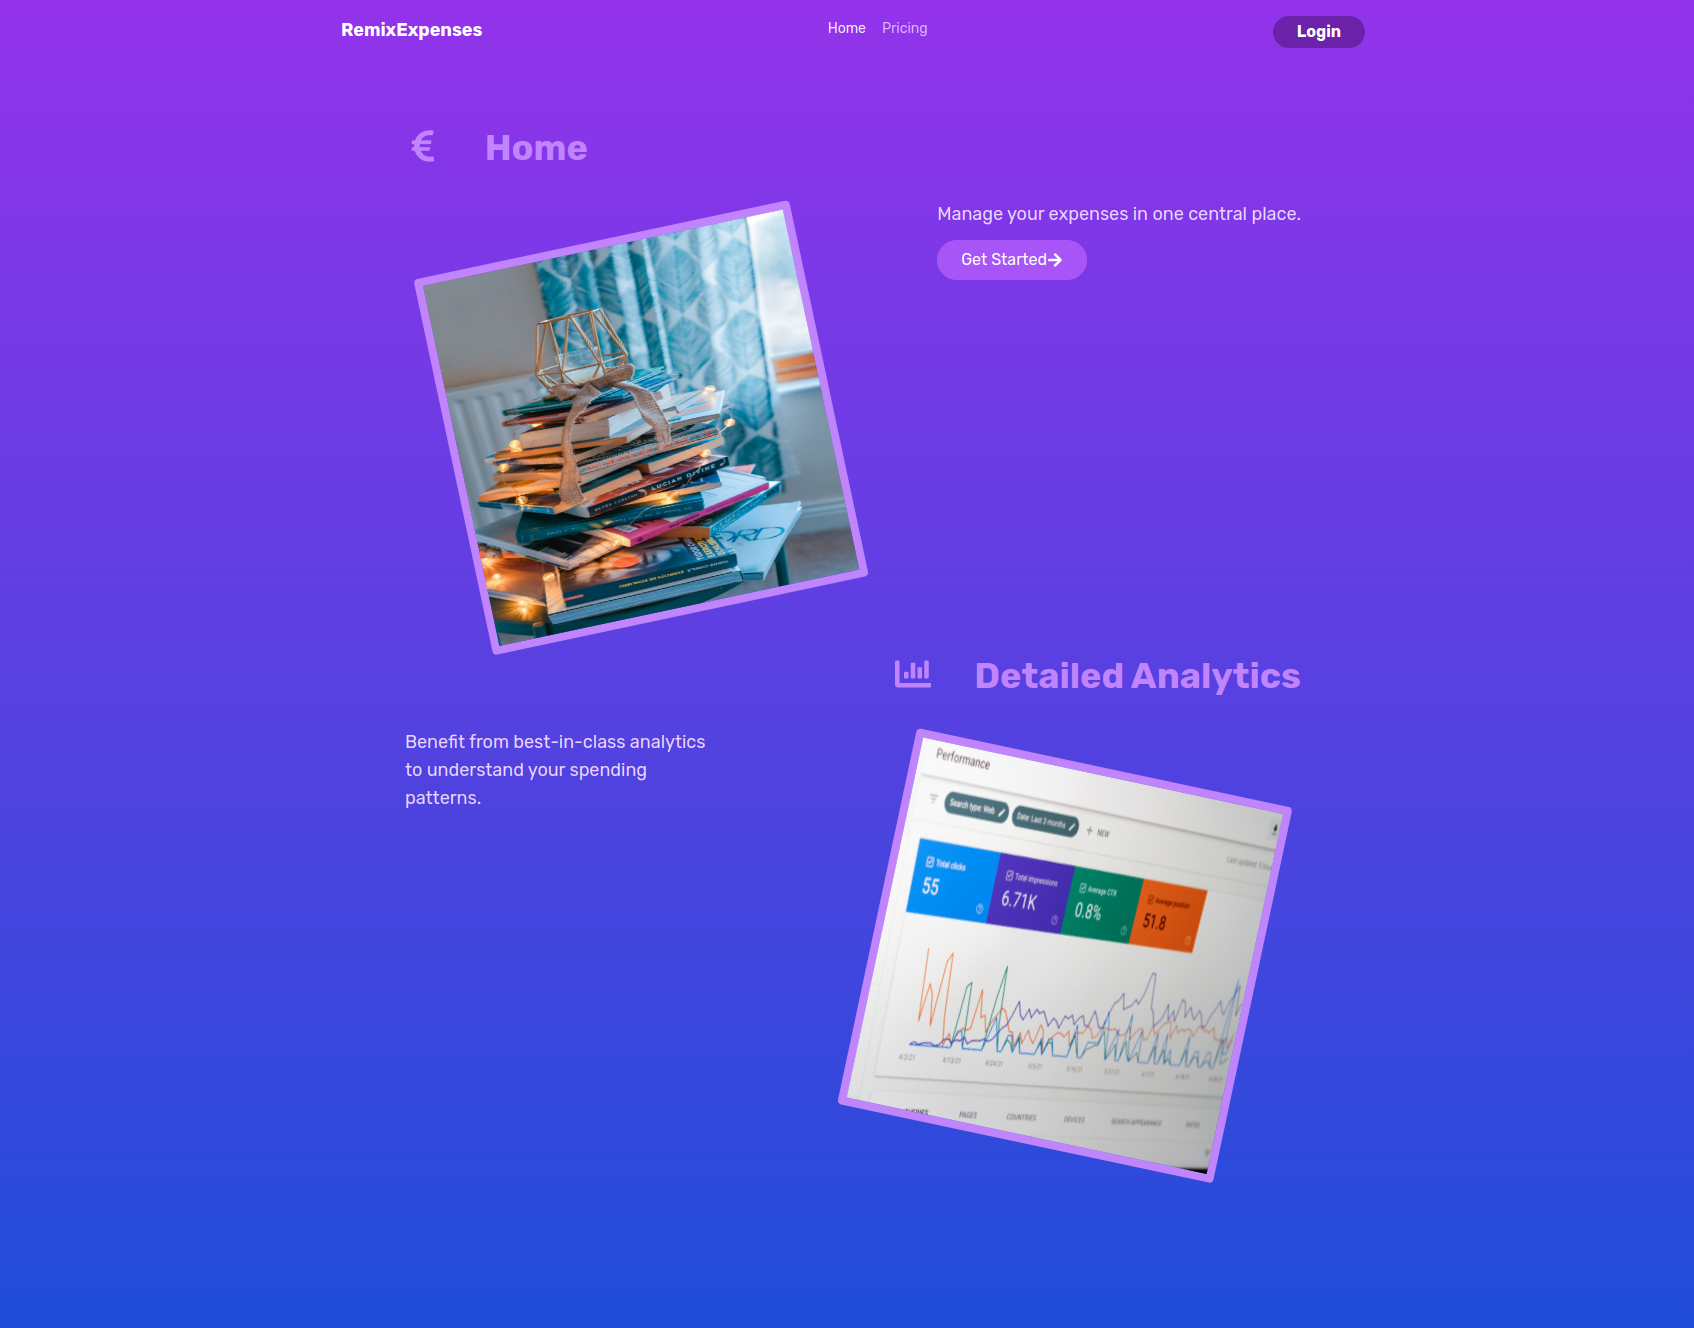 RemixExpenses
Home Pricing
Login
€ Home
Manage your expenses in one central place.
Get Started
LUCIAN
Detailed Analytics
Benefit from best-in-class analytics
to understand your spending
patterns.
Performance
Search type: Web Date: Last 3 months + NEW
Last updated:
Total clicks Total impressions Average CTR Average position
55 6.71K 0.8% 51.8
PAGES COUNTRIES DEVICES SEARCH APPEARANCE DATES